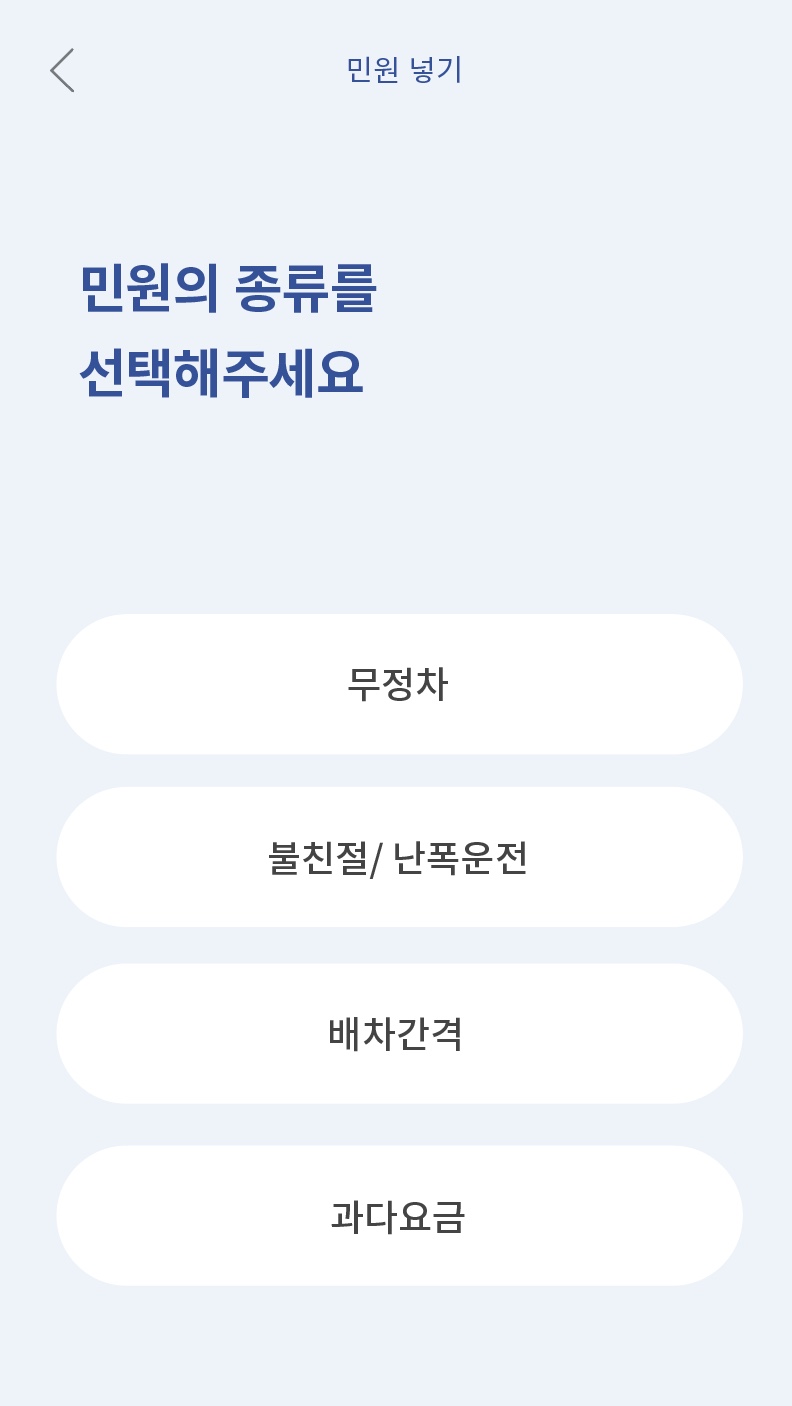 민원 넣기
민원의 종류를
선택해주세요
무정차
불친절/ 난폭운전
배차간격
과다요금